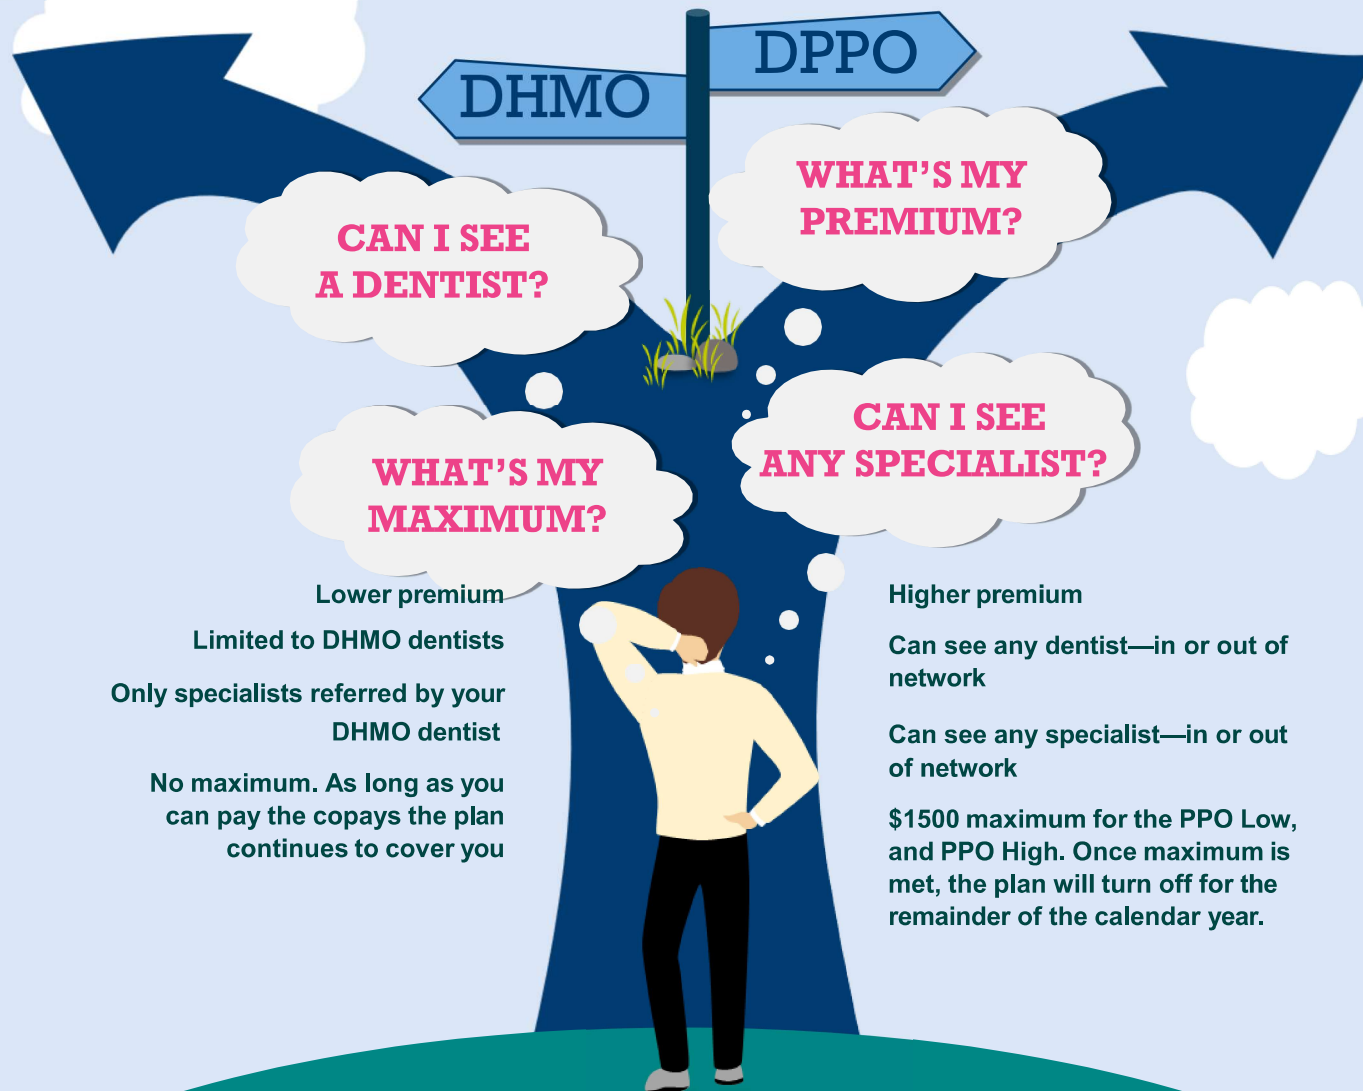 DHMO
DPPO
CAN I SEE
A DENTIST?
WHAT'S MY
PREMIUM?
WHAT'S MY
MAXIMUM?
CAN I SEE
ANY SPECIALIST?
Lower premium
Limited to DHMO dentists
Only specialists referred by your
DHMO dentist
No maximum. As long as you
can pay the copays the plan
continues to cover you
Higher premium
Can see any dentist—in or out of
network
Can see any specialist—in or out
of network
$1500 maximum for the PPO Low,
and PPO High. Once maximum is
met, the plan will turn off for the
remainder of the calendar year.